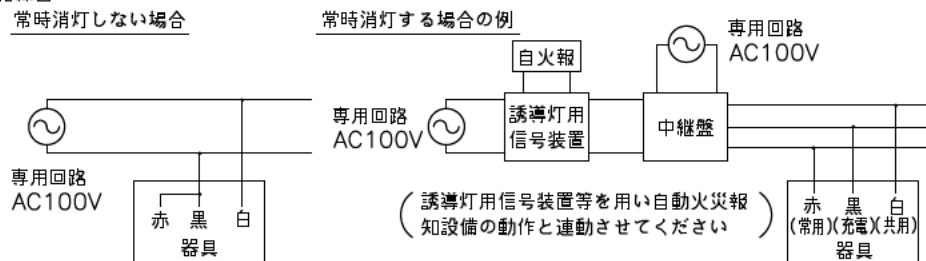 常時消灯しない場合
専用回路
AC100V
赤 黒 白
器具
常時消灯する場合の例
自火報
専用回路
AC100V
誘導灯用
信号装置
中継盤
専用回路
AC100V
(誘導灯用信号装置等を用い自動火災報
知設備の動作と連動させてください)
赤 黒 白
(常用)(充電)(共用)
器具